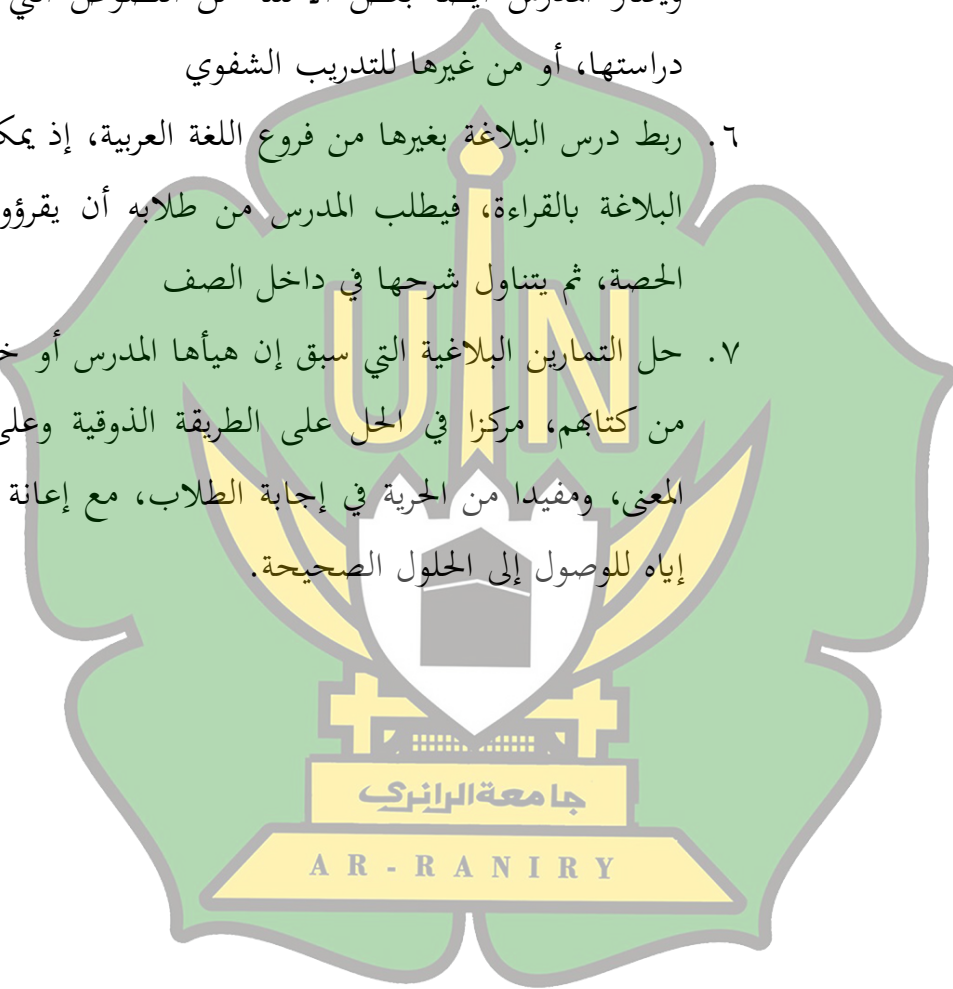 دراستها، أو من غيرها للتدريب الشفوي
٦. ربط درس البلاغة بغيرها من فروع اللغة العربية، إذ
البلاغة بالقراءة، فيطلب المدرس من طلابه أن
الحصة، ثم يتناول شرحها في داخل الصف
٧. حل التمارين البلاغية التي سبق إن هيأها المدرس أو
من كتابهم، مركزا في الحل على الطريقة الذوقية
المعنى، ومفيدا من الحرية في إجابة الطلاب، مع إعانة
إياه للوصول إلى الحلول الصحيحة.
UIN
جامعة الرانري
AR-RANIRY